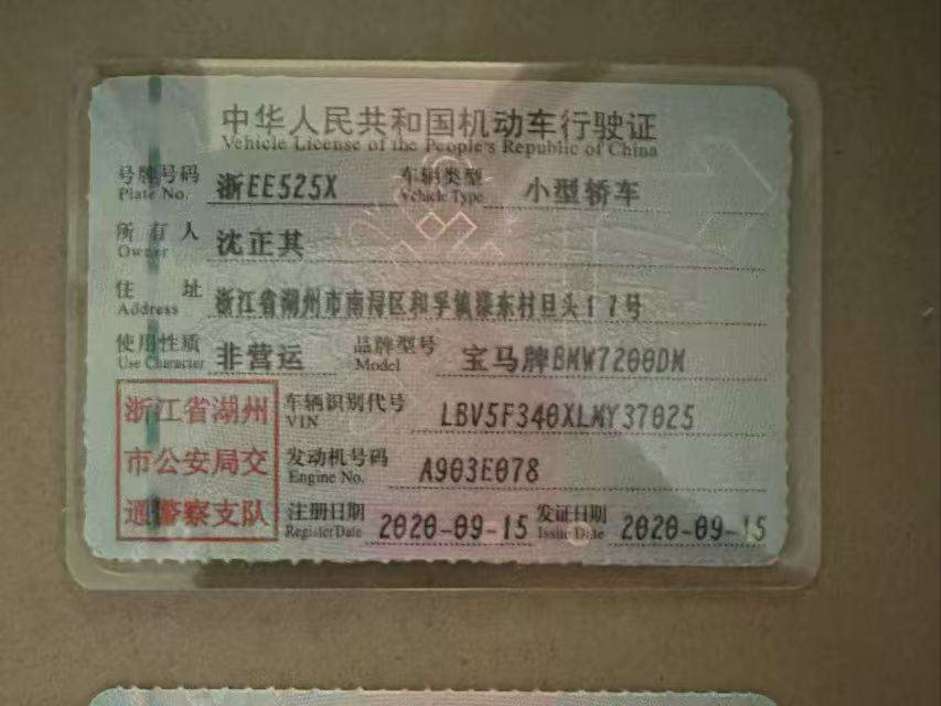 中华人民共和国机动车行驶证
Vehicle License of the People's Republic of China
号牌号码 浙EE525X 车辆类型 小型轿车
Plate No. Vehicle Type
所有人 沈正其
Owner
住址 浙江省湖州市南浔区和孚镇漾东村旦头17号
Address
使用性质 非营运 品牌型号 宝马牌BMW7200DM
Use Character Model
浙江省湖州
市公安局交
通警察支队
车辆识别代号 LBV5F340XLMY37025
VIN
发动机号码 A903E078
Engine No.
注册日期 2020-09-15 发证日期 2020-09-15
Register Date Issue Date